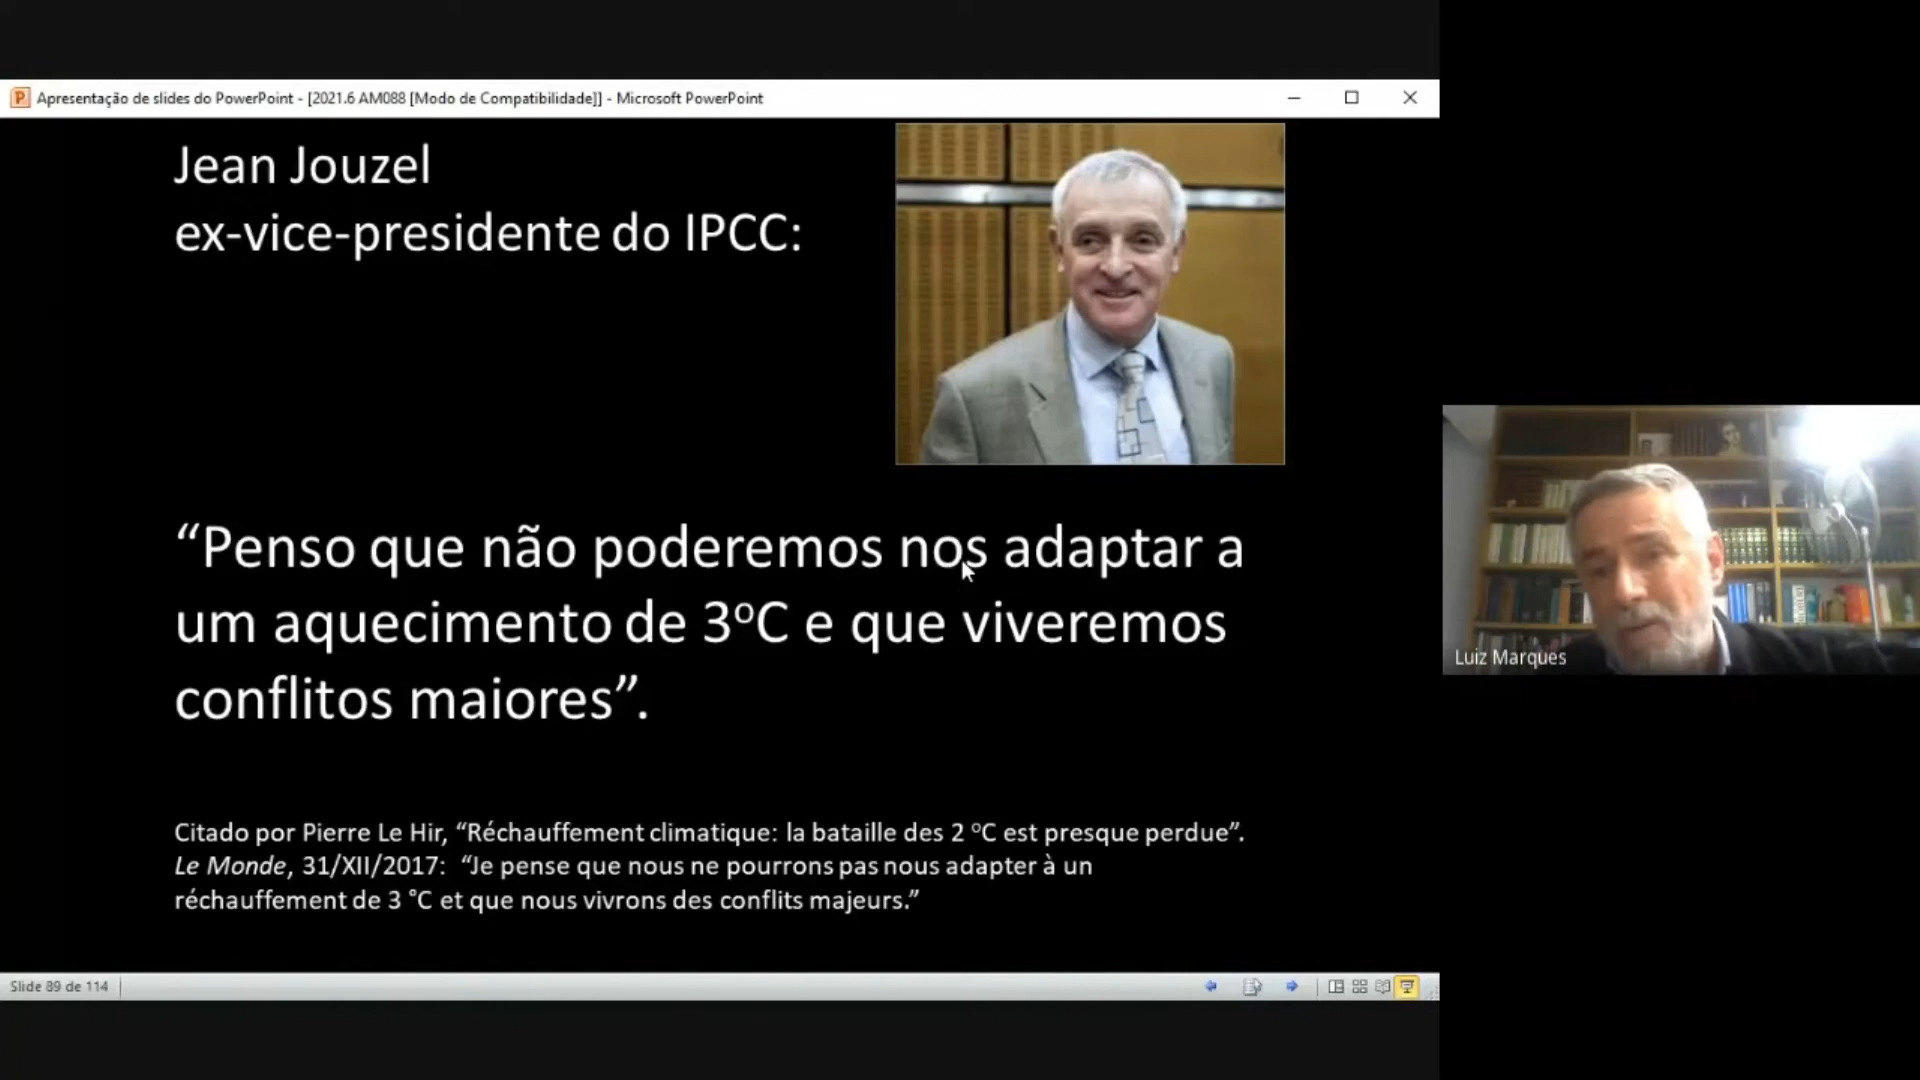 Apresentação de slides do PowerPoint - [2021.6 AM088 [Modo de Compatibilidade]] - Microsoft PowerPoint
Jean Jouzel
ex-vice-presidente do IPCC:
“Penso que não poderemos nos adaptar a
um aquecimento de 3ºC e que viveremos
conflitos maiores”.
Citado por Pierre Le Hir, “Réchauffement climatique: la bataille des 2 ºC est presque perdue”.
Le Monde, 31/XII/2017: “Je pense que nous ne pourrons pas nous adapter à un
réchauffement de 3 °C et que nous vivrons des conflits majeurs.”
Luiz Marques
Slide 89 de 114